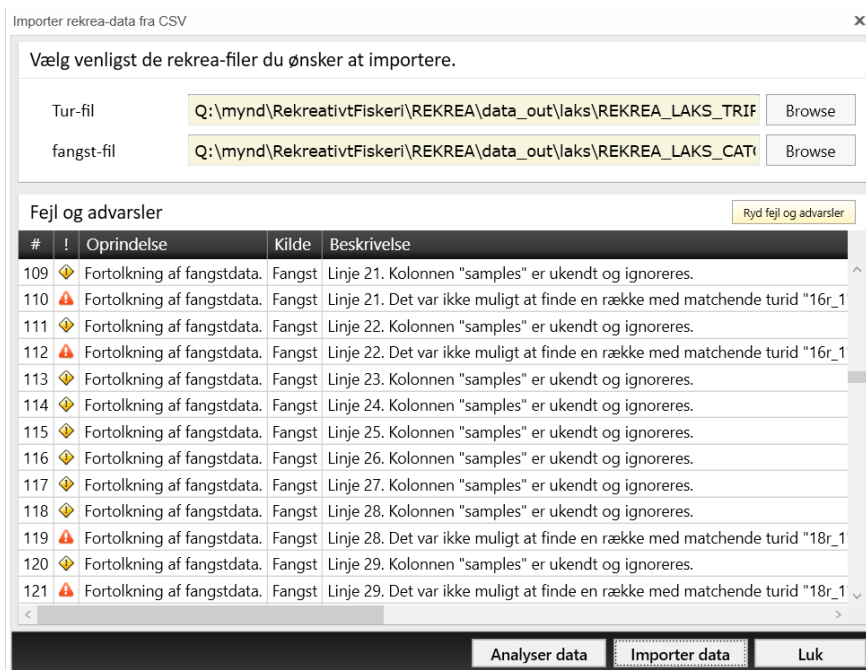 Importer rekrea-data fra CSV x
Vælg venligst de rekrea-filer du ønsker at importere.
Tur-fil Q:\mynd\RekreativtFiskeri\REKREA\data_out\laks\REKREA_LAKS_TRIP Browse
fangst-fil Q:\mynd\RekreativtFiskeri\REKREA\data_out\laks\REKREA_LAKS_CATC Browse
Fejl og advarsler Ryd fejl og advarsler
# ! Oprindelse Kilde Beskrivelse
109 Fortolkning af fangstdata. Fangst Linje 21. Kolonnen "samples" er ukendt og ignoreres.
110 Fortolkning af fangstdata. Fangst Linje 21. Det var ikke muligt at finde en række med matchende turid "16r_1
111 Fortolkning af fangstdata. Fangst Linje 22. Kolonnen "samples" er ukendt og ignoreres.
112 Fortolkning af fangstdata. Fangst Linje 22. Det var ikke muligt at finde en række med matchende turid "16r_1
113 Fortolkning af fangstdata. Fangst Linje 23. Kolonnen "samples" er ukendt og ignoreres.
114 Fortolkning af fangstdata. Fangst Linje 24. Kolonnen "samples" er ukendt og ignoreres.
115 Fortolkning af fangstdata. Fangst Linje 25. Kolonnen "samples" er ukendt og ignoreres.
116 Fortolkning af fangstdata. Fangst Linje 26. Kolonnen "samples" er ukendt og ignoreres.
117 Fortolkning af fangstdata. Fangst Linje 27. Kolonnen "samples" er ukendt og ignoreres.
118 Fortolkning af fangstdata. Fangst Linje 28. Kolonnen "samples" er ukendt og ignoreres.
119 Fortolkning af fangstdata. Fangst Linje 28. Det var ikke muligt at finde en række med matchende turid "18r_1
120 Fortolkning af fangstdata. Fangst Linje 29. Kolonnen "samples" er ukendt og ignoreres.
121 Fortolkning af fangstdata. Fangst Linje 29. Det var ikke muligt at finde en række med matchende turid "18r_1
Analyser data Importer data Luk